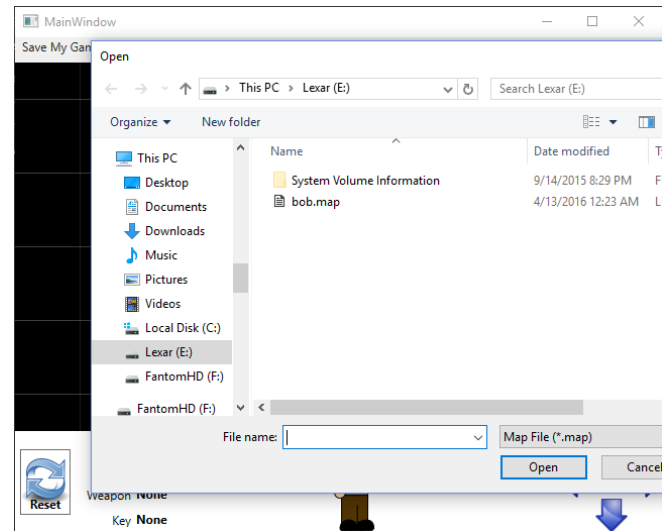 MainWindow
Save My Gan
Open
This PC > Lexar (E:)
Search Lexar (E:)
Organize
New folder
Name
Date modified
Ty
This PC
Desktop
Documents
Downloads
Music
Pictures
Videos
Local Disk (C:)
Lexar (E:)
FantomHD (F:)
FantomHD (F:)
System Volume Information
9/14/2015 8:29 PM
F
bob.map
4/13/2016 12:23 AM
L
File name:
Map File (*.map)
Open
Cancel
Reset
Weapon None
Key None